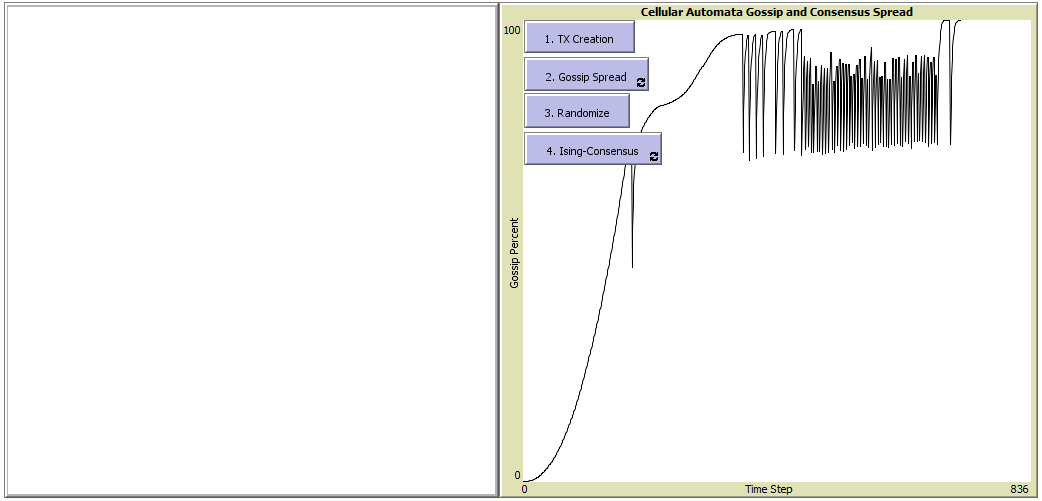 Cellular Automata Gossip and Consensus Spread
100
1. TX Creation
2. Gossip Spread
3. Randomize
4. Ising-Consensus
Gossip Percent
0
0
Time Step
836